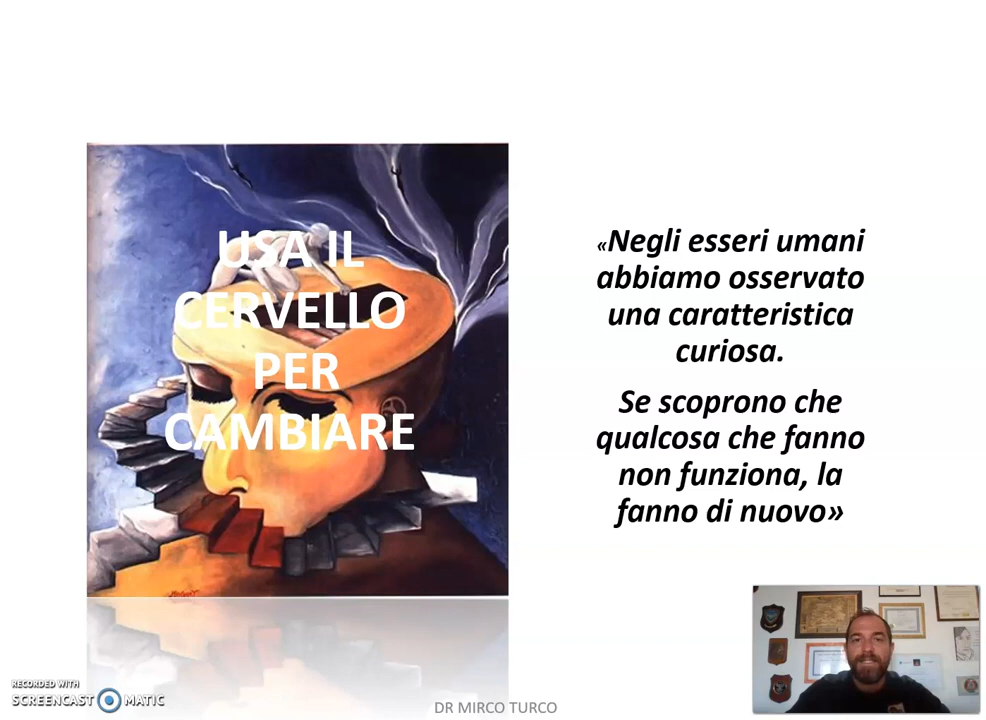 USA IL
CERVELLO
PER
CAMBIARE
«Negli esseri umani
abbiamo osservato
una caratteristica
curiosa.
Se scoprono che
qualcosa che fanno
non funziona, la
fanno di nuovo»
RECORDED WITH
SCREENCAST MATIC
DR MIRCO TURCO